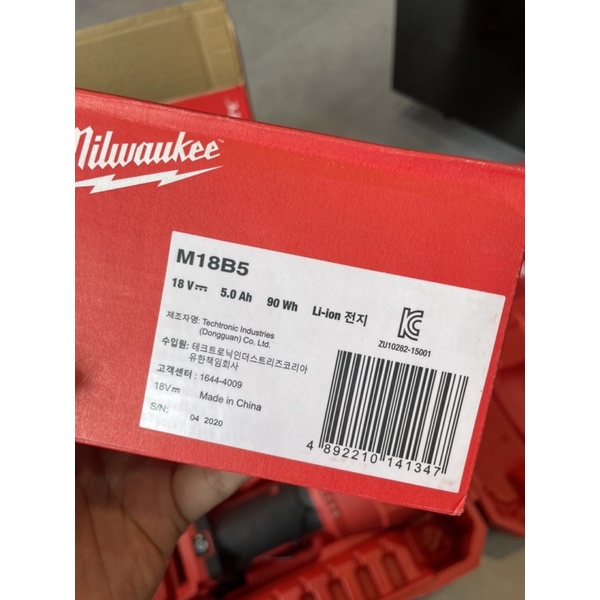 Milwaukee™
M18B5
18 V⎓ 5.0 Ah 90 Wh Li-ion 전지
제조자명: Techtronic Industries
(Dongguan) Co. Ltd.
수입원: 테크트로닉인더스트리즈코리아
유한책임회사
고객센터 : 1644-4009
18V⎓ Made in China
S/N: 04 2020
ZU10282-15001
4 892210 141347